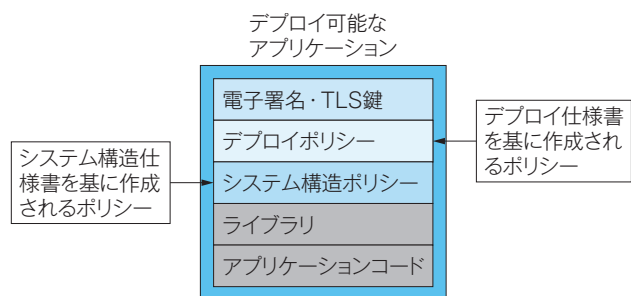 デプロイ可能な
アプリケーション
電子署名・TLS鍵
デプロイポリシー
システム構造ポリシー
ライブラリ
アプリケーションコード
システム構造仕
様書を基に作成
されるポリシー
デプロイ仕様書
を基に作成され
るポリシー